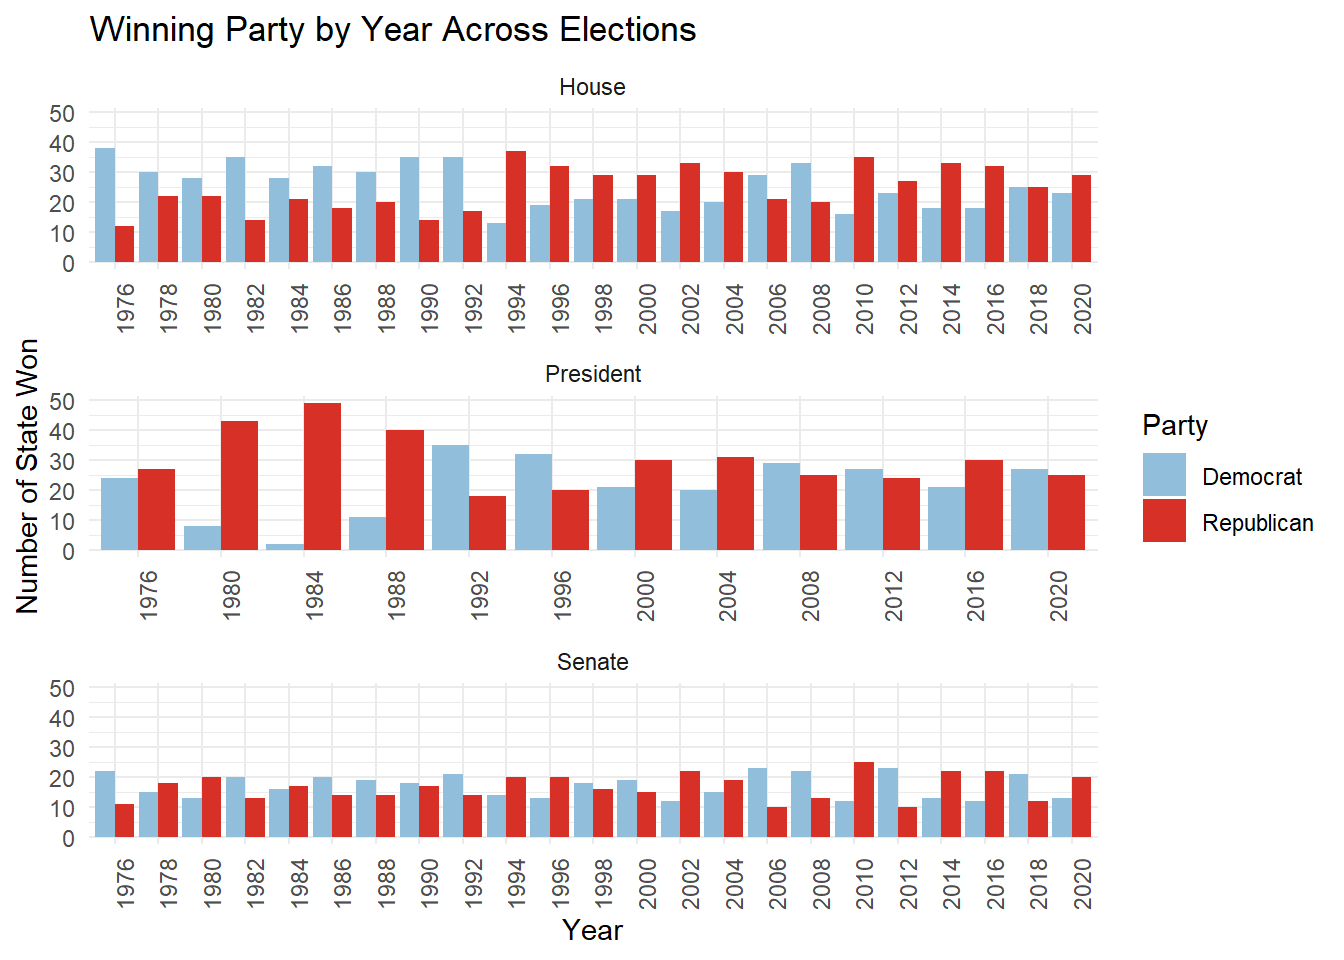 Winning Party by Year Across Elections
House
50
40
30
20
10
0
1976 1978 1980 1982 1984 1986 1988 1990 1992 1994 1996 1998 2000 2002 2004 2006 2008 2010 2012 2014 2016 2018 2020
President
50
40
30
20
10
0
1976 1980 1984 1988 1992 1996 2000 2004 2008 2012 2016 2020
Senate
50
40
30
20
10
0
1976 1978 1980 1982 1984 1986 1988 1990 1992 1994 1996 1998 2000 2002 2004 2006 2008 2010 2012 2014 2016 2018 2020
Year
Number of State Won
Party
Democrat
Republican